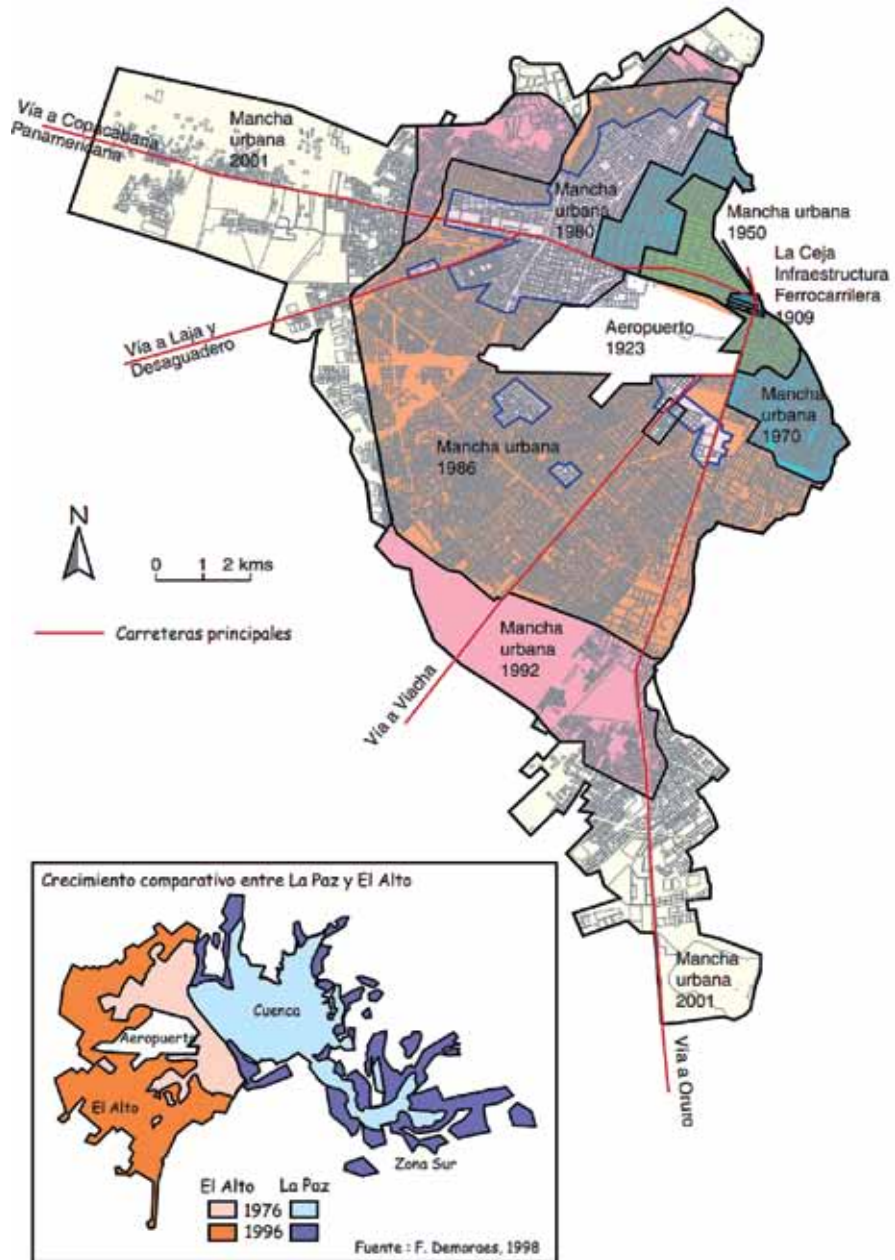 Vía a Copacabana
Panamericana
Mancha
urbana
2001
Mancha
urbana
1980
Mancha urbana
1950
La Ceja
Infraestructura
Ferrocarrilera
1909
Aeropuerto
1923
Vía a Laja y
Desaguadero
Mancha
urbana
1970
Mancha urbana
1986
N
0 1 2 kms
Carreteras principales
Mancha
urbana
1992
Vía a Viacha
Mancha
urbana
2001
Vía a Oruro
Crecimiento comparativo entre La Paz y El Alto
Cuenca
Aeropuerto
El Alto
Zona Sur
El Alto La Paz
1976
1996
Fuente : F. Demoraes, 1998